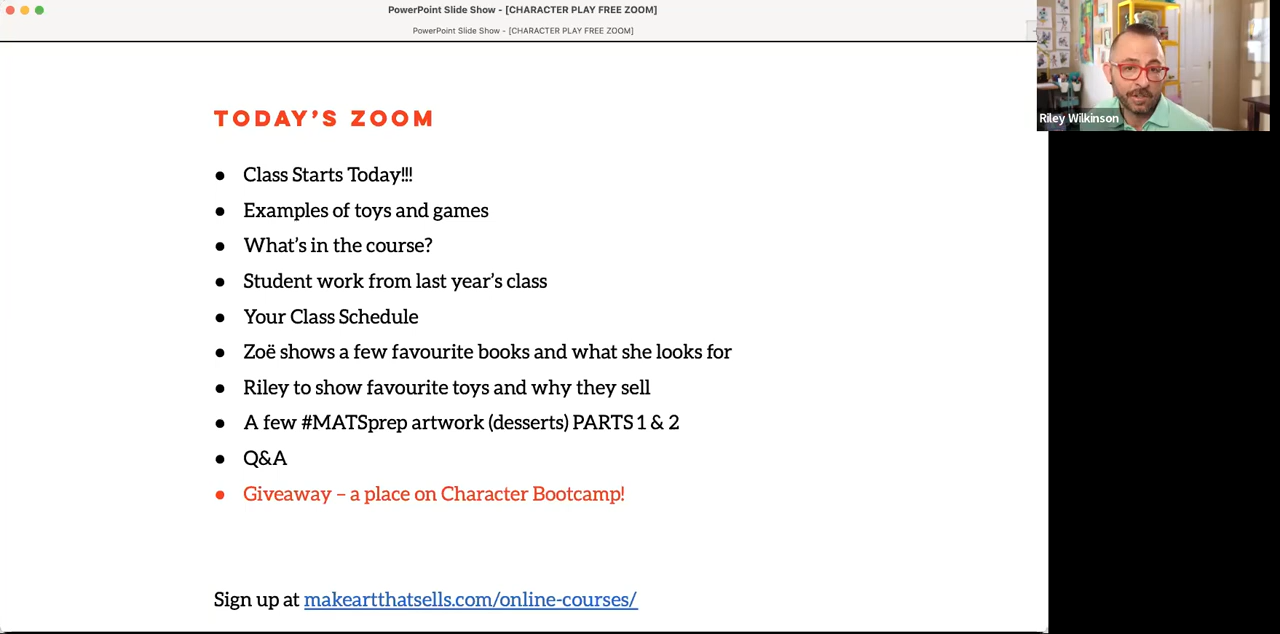 PowerPoint Slide Show - [CHARACTER PLAY FREE ZOOM]
PowerPoint Slide Show - [CHARACTER PLAY FREE ZOOM]
Riley Wilkinson
TODAY’S ZOOM
● Class Starts Today!!!
● Examples of toys and games
● What’s in the course?
● Student work from last year’s class
● Your Class Schedule
● Zoë shows a few favourite books and what she looks for
● Riley to show favourite toys and why they sell
● A few #MATSprep artwork (desserts) PARTS 1 & 2
● Q&A
● Giveaway – a place on Character Bootcamp!
Sign up at makeartthatsells.com/online-courses/